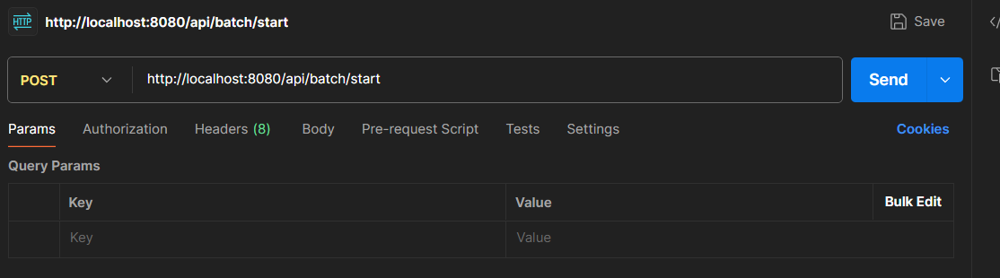 HTTP http://localhost:8080/api/batch/start Save
POST http://localhost:8080/api/batch/start Send
Params Authorization Headers (8) Body Pre-request Script Tests Settings Cookies
Query Params
Key Value Bulk Edit
Key Value